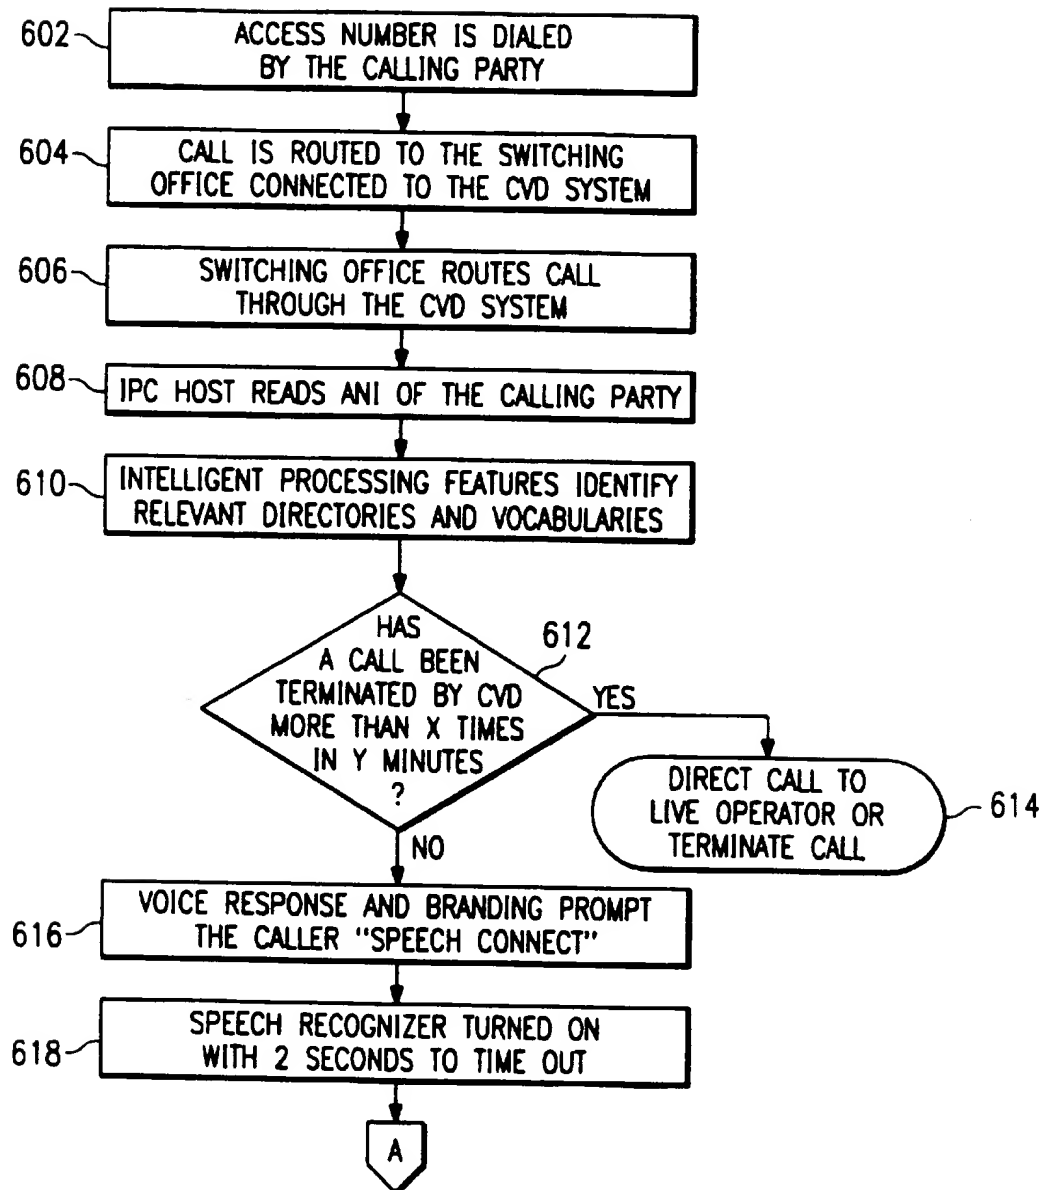 602
ACCESS NUMBER IS DIALED
BY THE CALLING PARTY
604
CALL IS ROUTED TO THE SWITCHING
OFFICE CONNECTED TO THE CVD SYSTEM
606
SWITCHING OFFICE ROUTES CALL
THROUGH THE CVD SYSTEM
608
IPC HOST READS ANI OF THE CALLING PARTY
610
INTELLIGENT PROCESSING FEATURES IDENTIFY
RELEVANT DIRECTORIES AND VOCABULARIES
HAS
A CALL BEEN
TERMINATED BY CVD
MORE THAN X TIMES
IN Y MINUTES
?
612
YES
DIRECT CALL TO
LIVE OPERATOR OR
TERMINATE CALL
614
NO
616
VOICE RESPONSE AND BRANDING PROMPT
THE CALLER "SPEECH CONNECT"
618
SPEECH RECOGNIZER TURNED ON
WITH 2 SECONDS TO TIME OUT
A